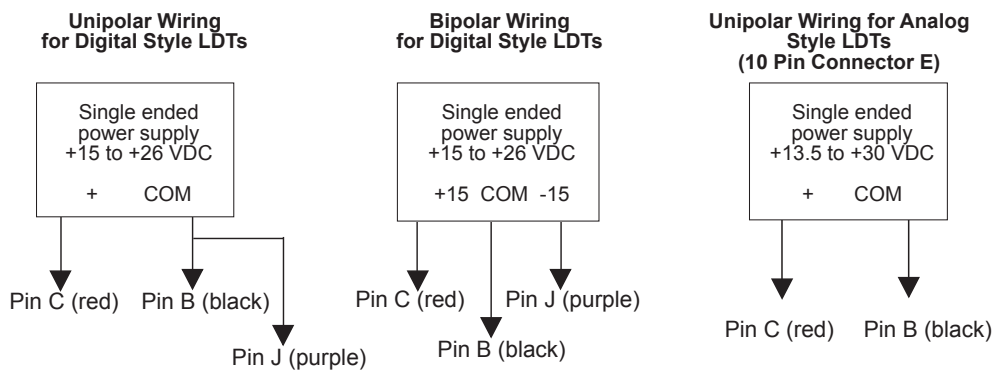 Unipolar Wiring
for Digital Style LDTs
Single ended
power supply
+15 to +26 VDC
+ COM
Pin C (red) Pin B (black)
Pin J (purple)
Bipolar Wiring
for Digital Style LDTs
Single ended
power supply
+15 to +26 VDC
+15 COM -15
Pin C (red) Pin J (purple)
Pin B (black)
Unipolar Wiring for Analog
Style LDTs
(10 Pin Connector E)
Single ended
power supply
+13.5 to +30 VDC
+ COM
Pin C (red) Pin B (black)